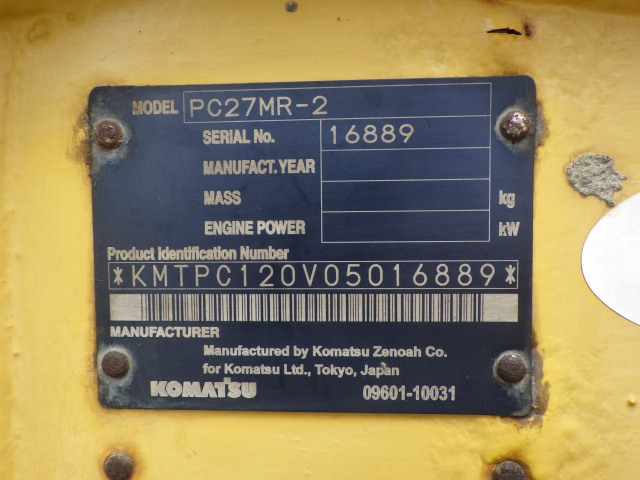 MODEL PC27MR-2
SERIAL No. 16889
MANUFACT. YEAR
MASS kg
ENGINE POWER kW
Product Identification Number
*KMTPC120V05016889*
MANUFACTURER
Manufactured by Komatsu Zenoah Co.
for Komatsu Ltd., Tokyo, Japan
KOMATSU 09601-10031